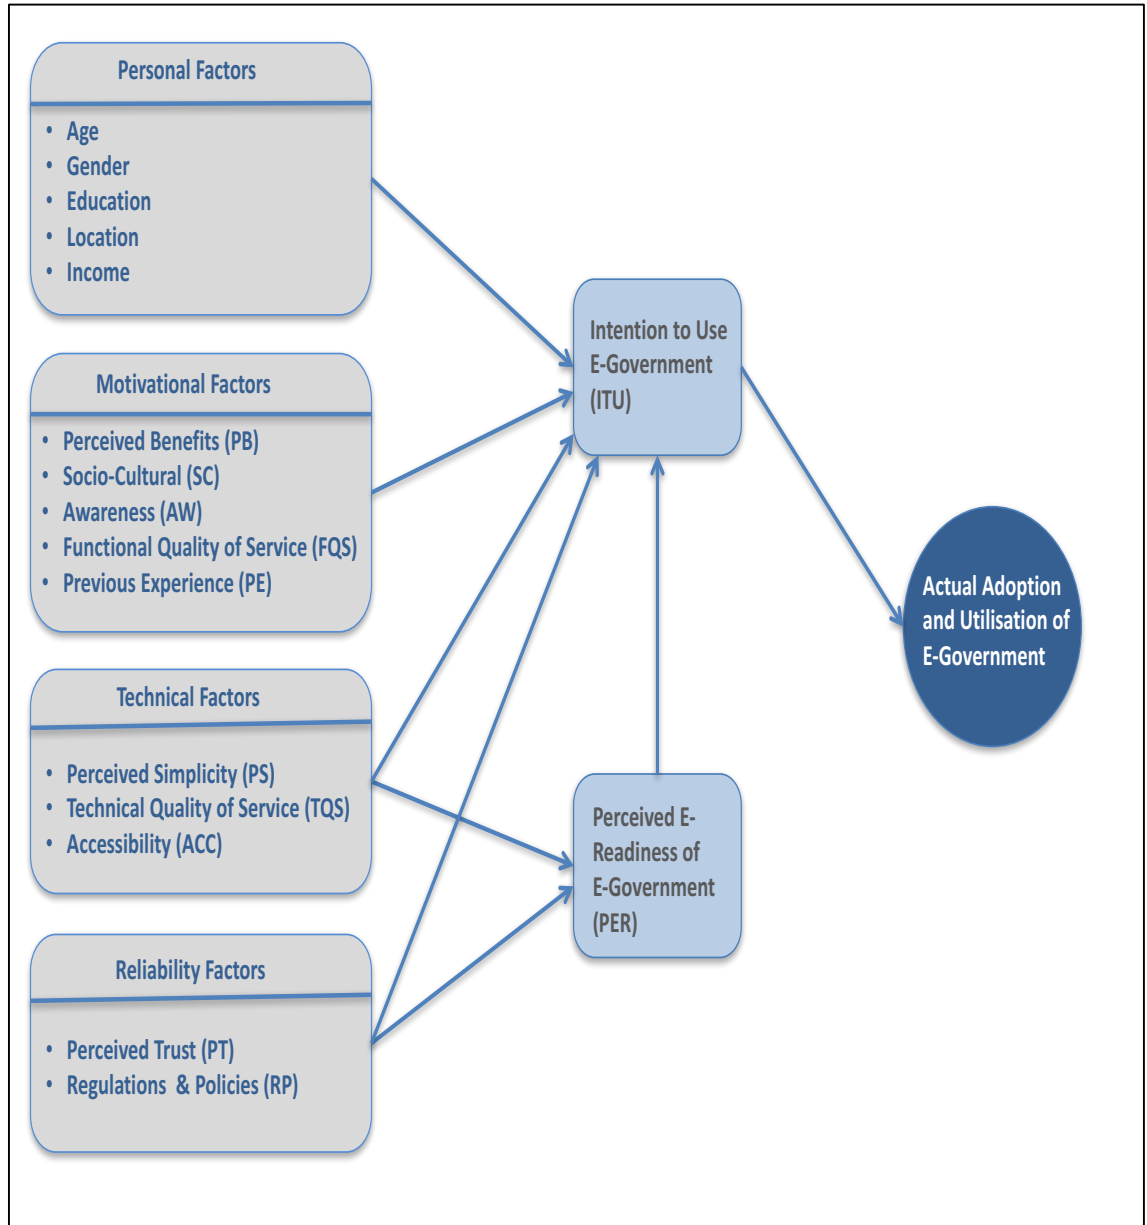 Personal Factors
• Age
• Gender
• Education
• Location
• Income
Motivational Factors
• Perceived Benefits (PB)
• Socio-Cultural (SC)
• Awareness (AW)
• Functional Quality of Service (FQS)
• Previous Experience (PE)
Technical Factors
• Perceived Simplicity (PS)
• Technical Quality of Service (TQS)
• Accessibility (ACC)
Reliability Factors
• Perceived Trust (PT)
• Regulations & Policies (RP)
Intention to Use
E-Government
(ITU)
Perceived E-
Readiness of
E-Government
(PER)
Actual Adoption
and Utilisation of
E-Government